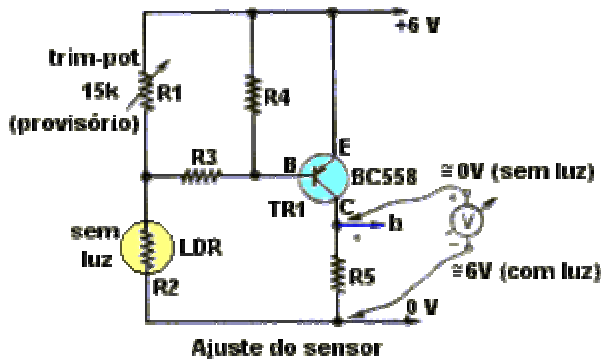 +6 V
trim-pot
15k
R1
(provisório)
R4
R3
B
E
BC558
TR1
C
≅0V (sem luz)
b
V
+
-
sem
luz
LDR
R2
R5
≅6V (com luz)
0 V
Ajuste do sensor